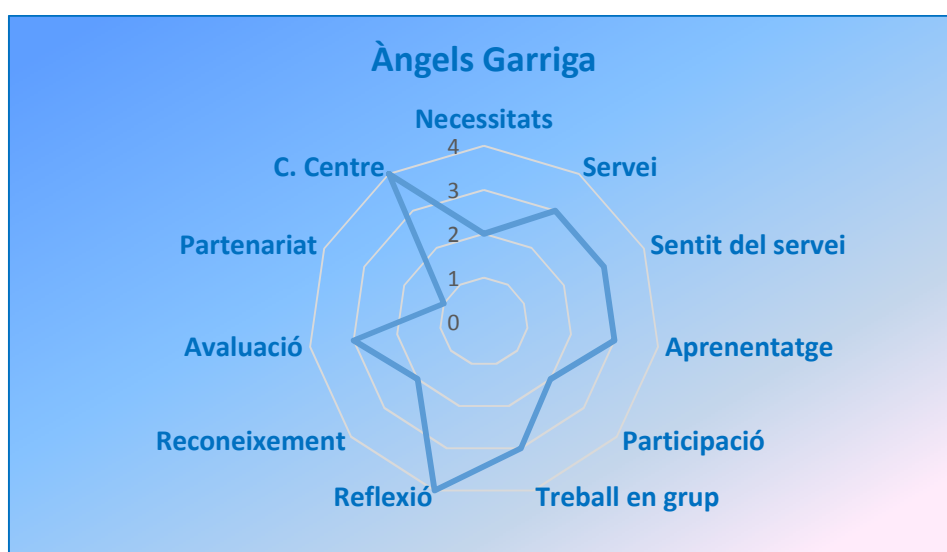 Àngels Garriga
Necessitats
4
C. Centre
Servei
3
Partenariat
2
Sentit del servei
1
0
Avaluació
Aprenentatge
Reconeixement
Participació
Reflexió
Treball en grup